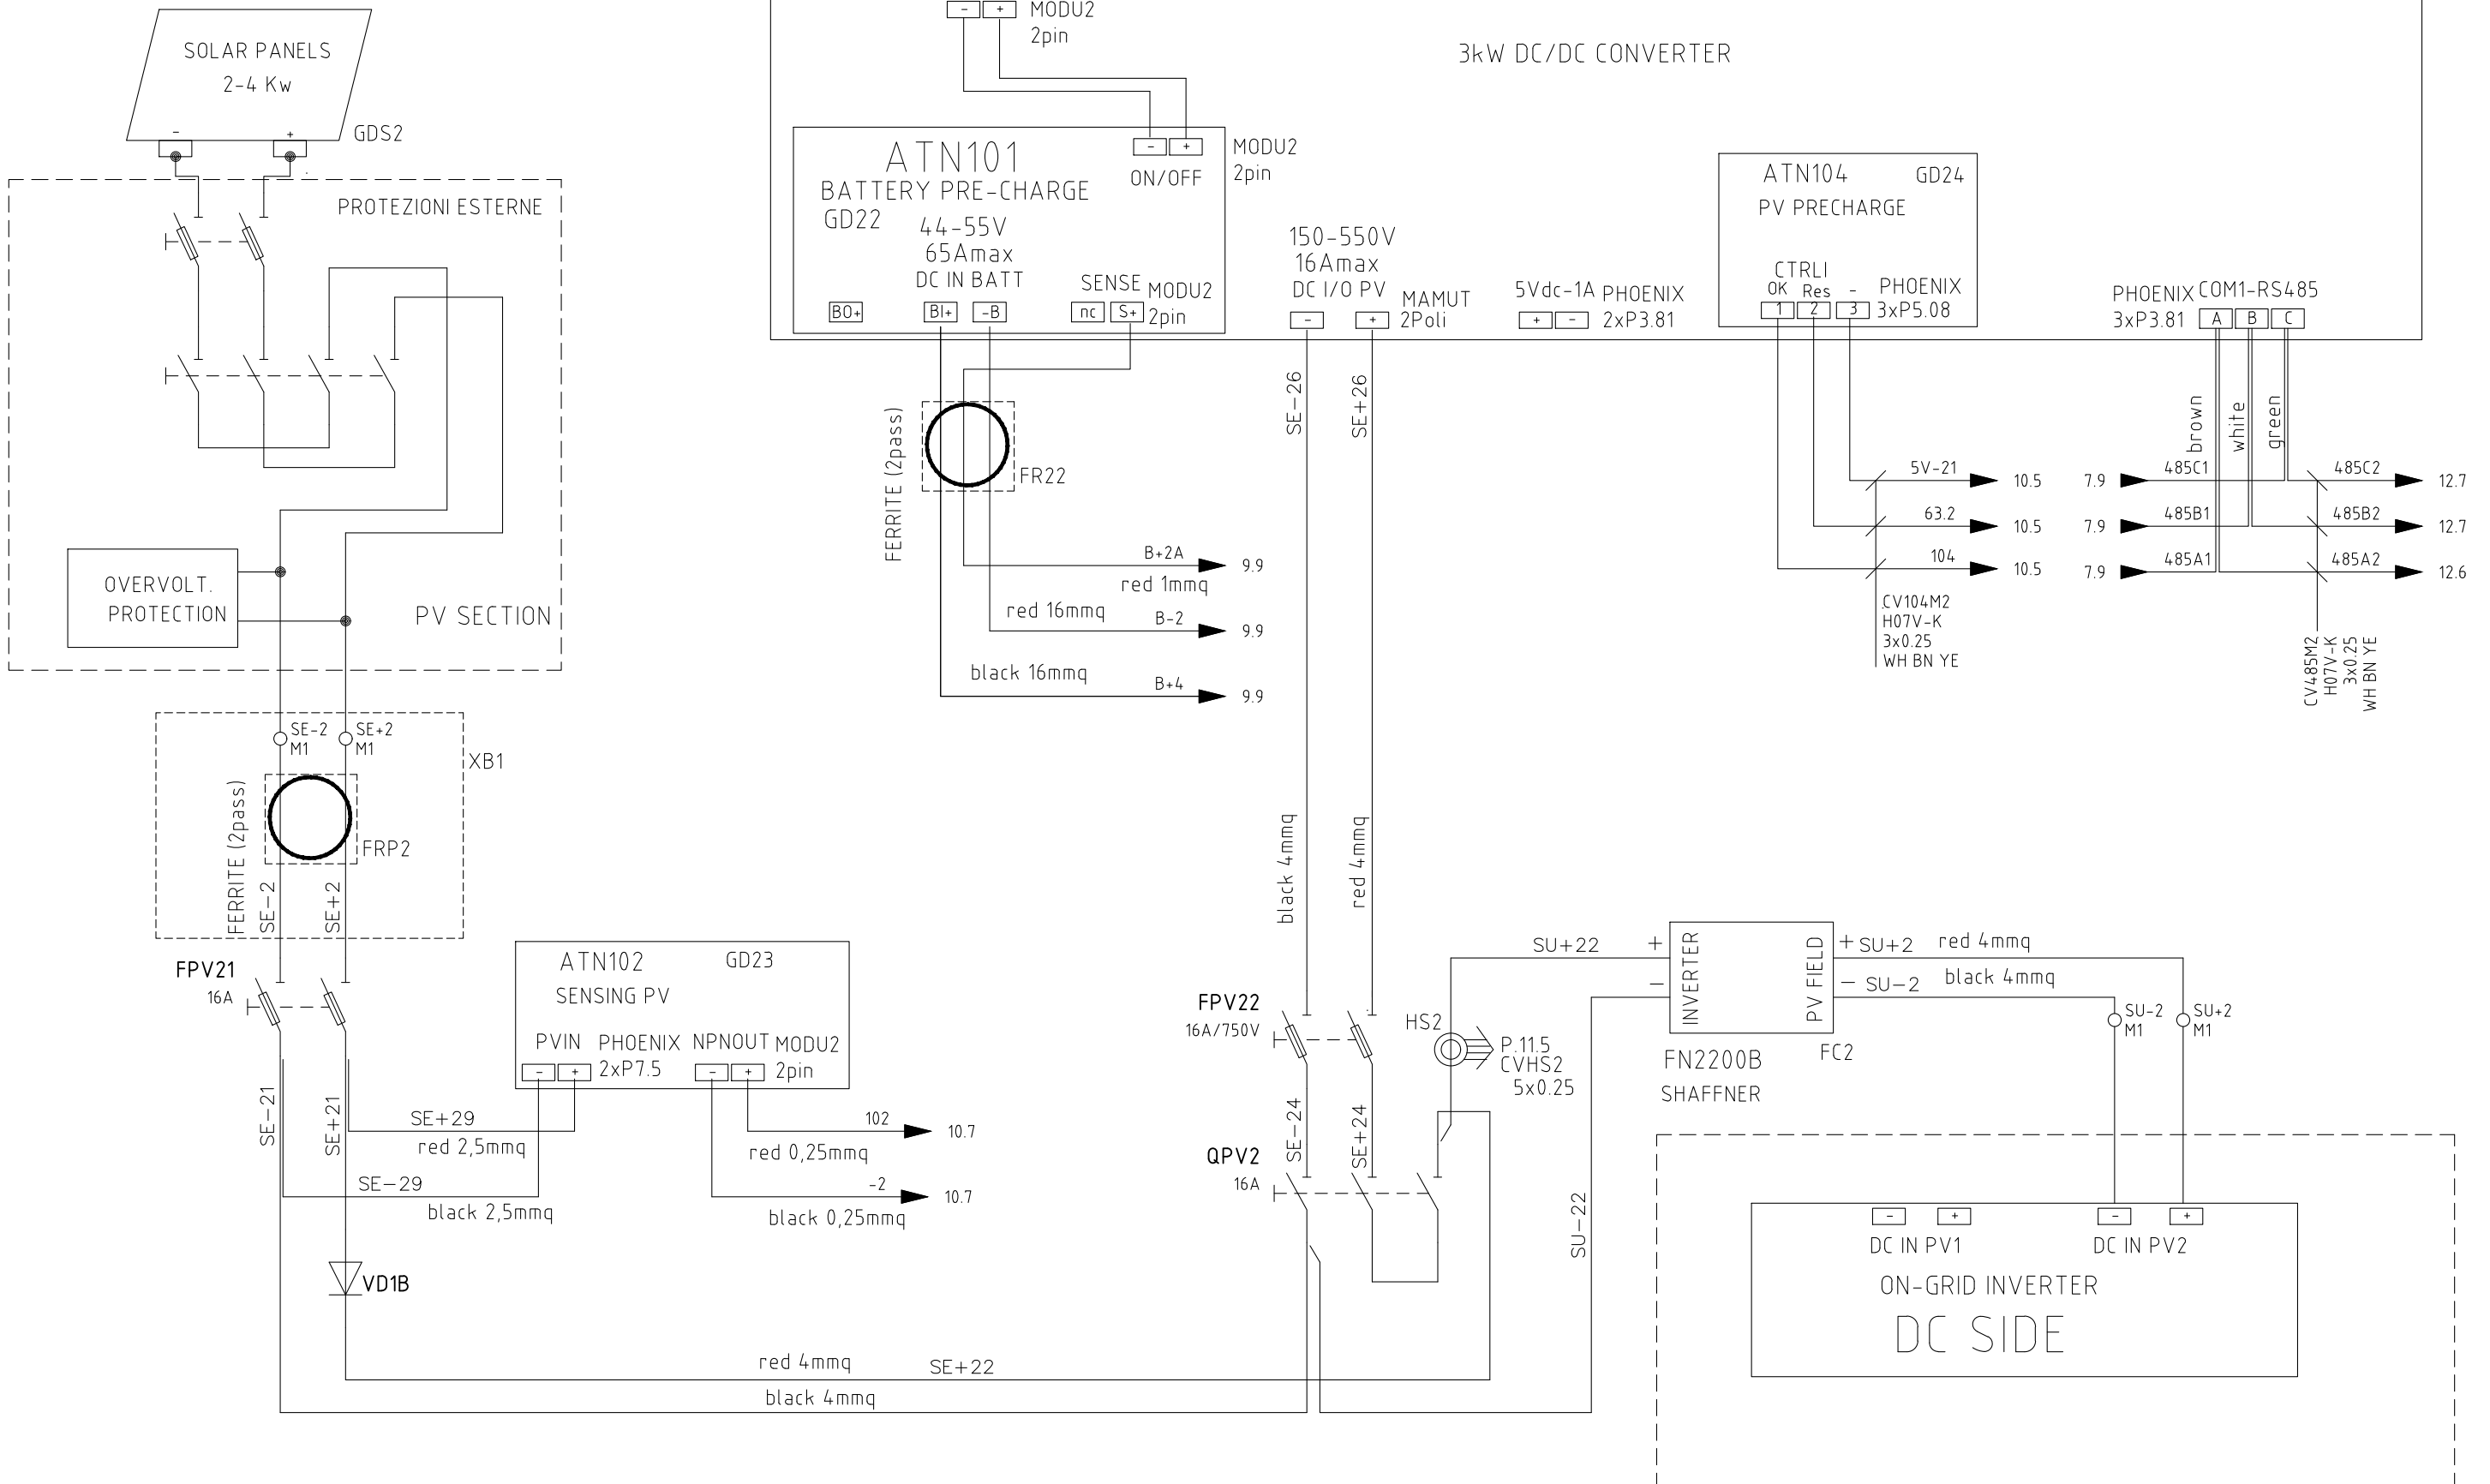 SOLAR PANELS
2-4 Kw
- +
GDS2
PROTEZIONI ESTERNE
OVERVOLT.
PROTECTION
PV SECTION
SE-2
M1
SE+2
M1
XB1
FERRITE (2pass)
FRP2
SE-2
SE+2
FPV21
16A
SE-21
SE+21
ATN102
GD23
SENSING PV
PVIN
PHOENIX
2xP7.5
NPNOUT
MODU2
2pin
- +
- +
SE+29
red 2,5mmq
SE-29
black 2,5mmq
102
10.7
red 0,25mmq
-2
10.7
black 0,25mmq
VD1B
red 4mmq
SE+22
black 4mmq
- +
MODU2
2pin
3kW DC/DC CONVERTER
ATN101
BATTERY PRE-CHARGE
GD22
44-55V
65Amax
DC IN BATT
- +
ON/OFF
MODU2
2pin
SENSE
MODU2
2pin
BO+
BI+
-B
nc
S+
150-550V
16Amax
DC I/O PV
- +
MAMUT
2Poli
5Vdc-1A
+ -
PHOENIX
2xP3.81
ATN104
GD24
PV PRECHARGE
CTRLI
OK Res -
1 2 3
PHOENIX
3xP5.08
PHOENIX
3xP3.81
COM1-RS485
A B C
FERRITE (2pass)
FR22
B+2A
9.9
red 1mmq
red 16mmq
B-2
9.9
black 16mmq
B+4
9.9
SE-26
SE+26
black 4mmq
red 4mmq
brown
white
green
5V-21
10.5
63.2
10.5
104
10.5
7.9
485C1
485C2
12.7
7.9
485B1
485B2
12.7
7.9
485A1
485A2
12.6
CV104M2
H07V-K
3x0.25
WH BN YE
CV485M2
H07V-K
3x0.25
WH BN YE
FPV22
16A/750V
SE-24
SE+24
QPV2
16A
HS2
P.11.5
CVHS2
5x0.25
SU+22
SU-22
+
-
INVERTER
PV FIELD
+
-
FN2200B
FC2
SHAFFNER
SU+2
red 4mmq
black 4mmq
SU-2
SU-2
M1
SU+2
M1
- +
- +
DC IN PV1
DC IN PV2
ON-GRID INVERTER
DC SIDE